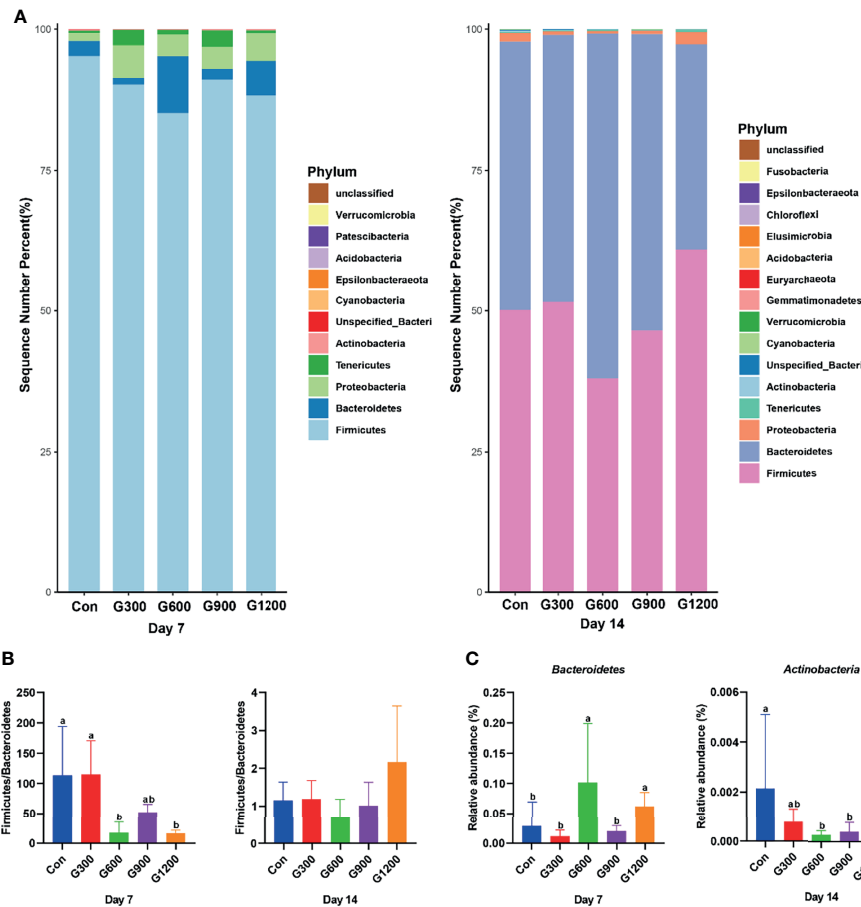 A
100
75
50
25
0
Sequence Number Percent(%)
Con G300 G600 G900 G1200
Day 7
Phylum
unclassified
Verrucomicrobia
Patescibacteria
Acidobacteria
Epsilonbacteraeota
Cyanobacteria
Unspecified_Bacteri
Actinobacteria
Tenericutes
Proteobacteria
Bacteroidetes
Firmicutes
100
75
50
25
0
Sequence Number Percent(%)
Con G300 G600 G900 G1200
Day 14
Phylum
unclassified
Fusobacteria
Epsilonbacteraeota
Chloroflexi
Elusimicrobia
Acidobacteria
Euryarchaeota
Gemmatimonadetes
Verrucomicrobia
Cyanobacteria
Unspecified_Bacteri
Actinobacteria
Tenericutes
Proteobacteria
Bacteroidetes
Firmicutes
B
250
200
150
100
50
0
Firmicutes/Bacteroidetes
a a b ab b
Con G300 G600 G900 G1200
Day 7
4
3
2
1
0
Firmicutes/Bacteroidetes
Con G300 G600 G900 G1200
Day 14
C
Bacteroidetes
0.25
0.20
0.15
0.10
0.05
0.00
Relative abundance (%)
b b a b a
Con G300 G600 G900 G1200
Day 7
Actinobacteria
0.006
0.004
0.002
0.000
Relative abundance (%)
a ab b b
Con G300 G600 G900
Day 14